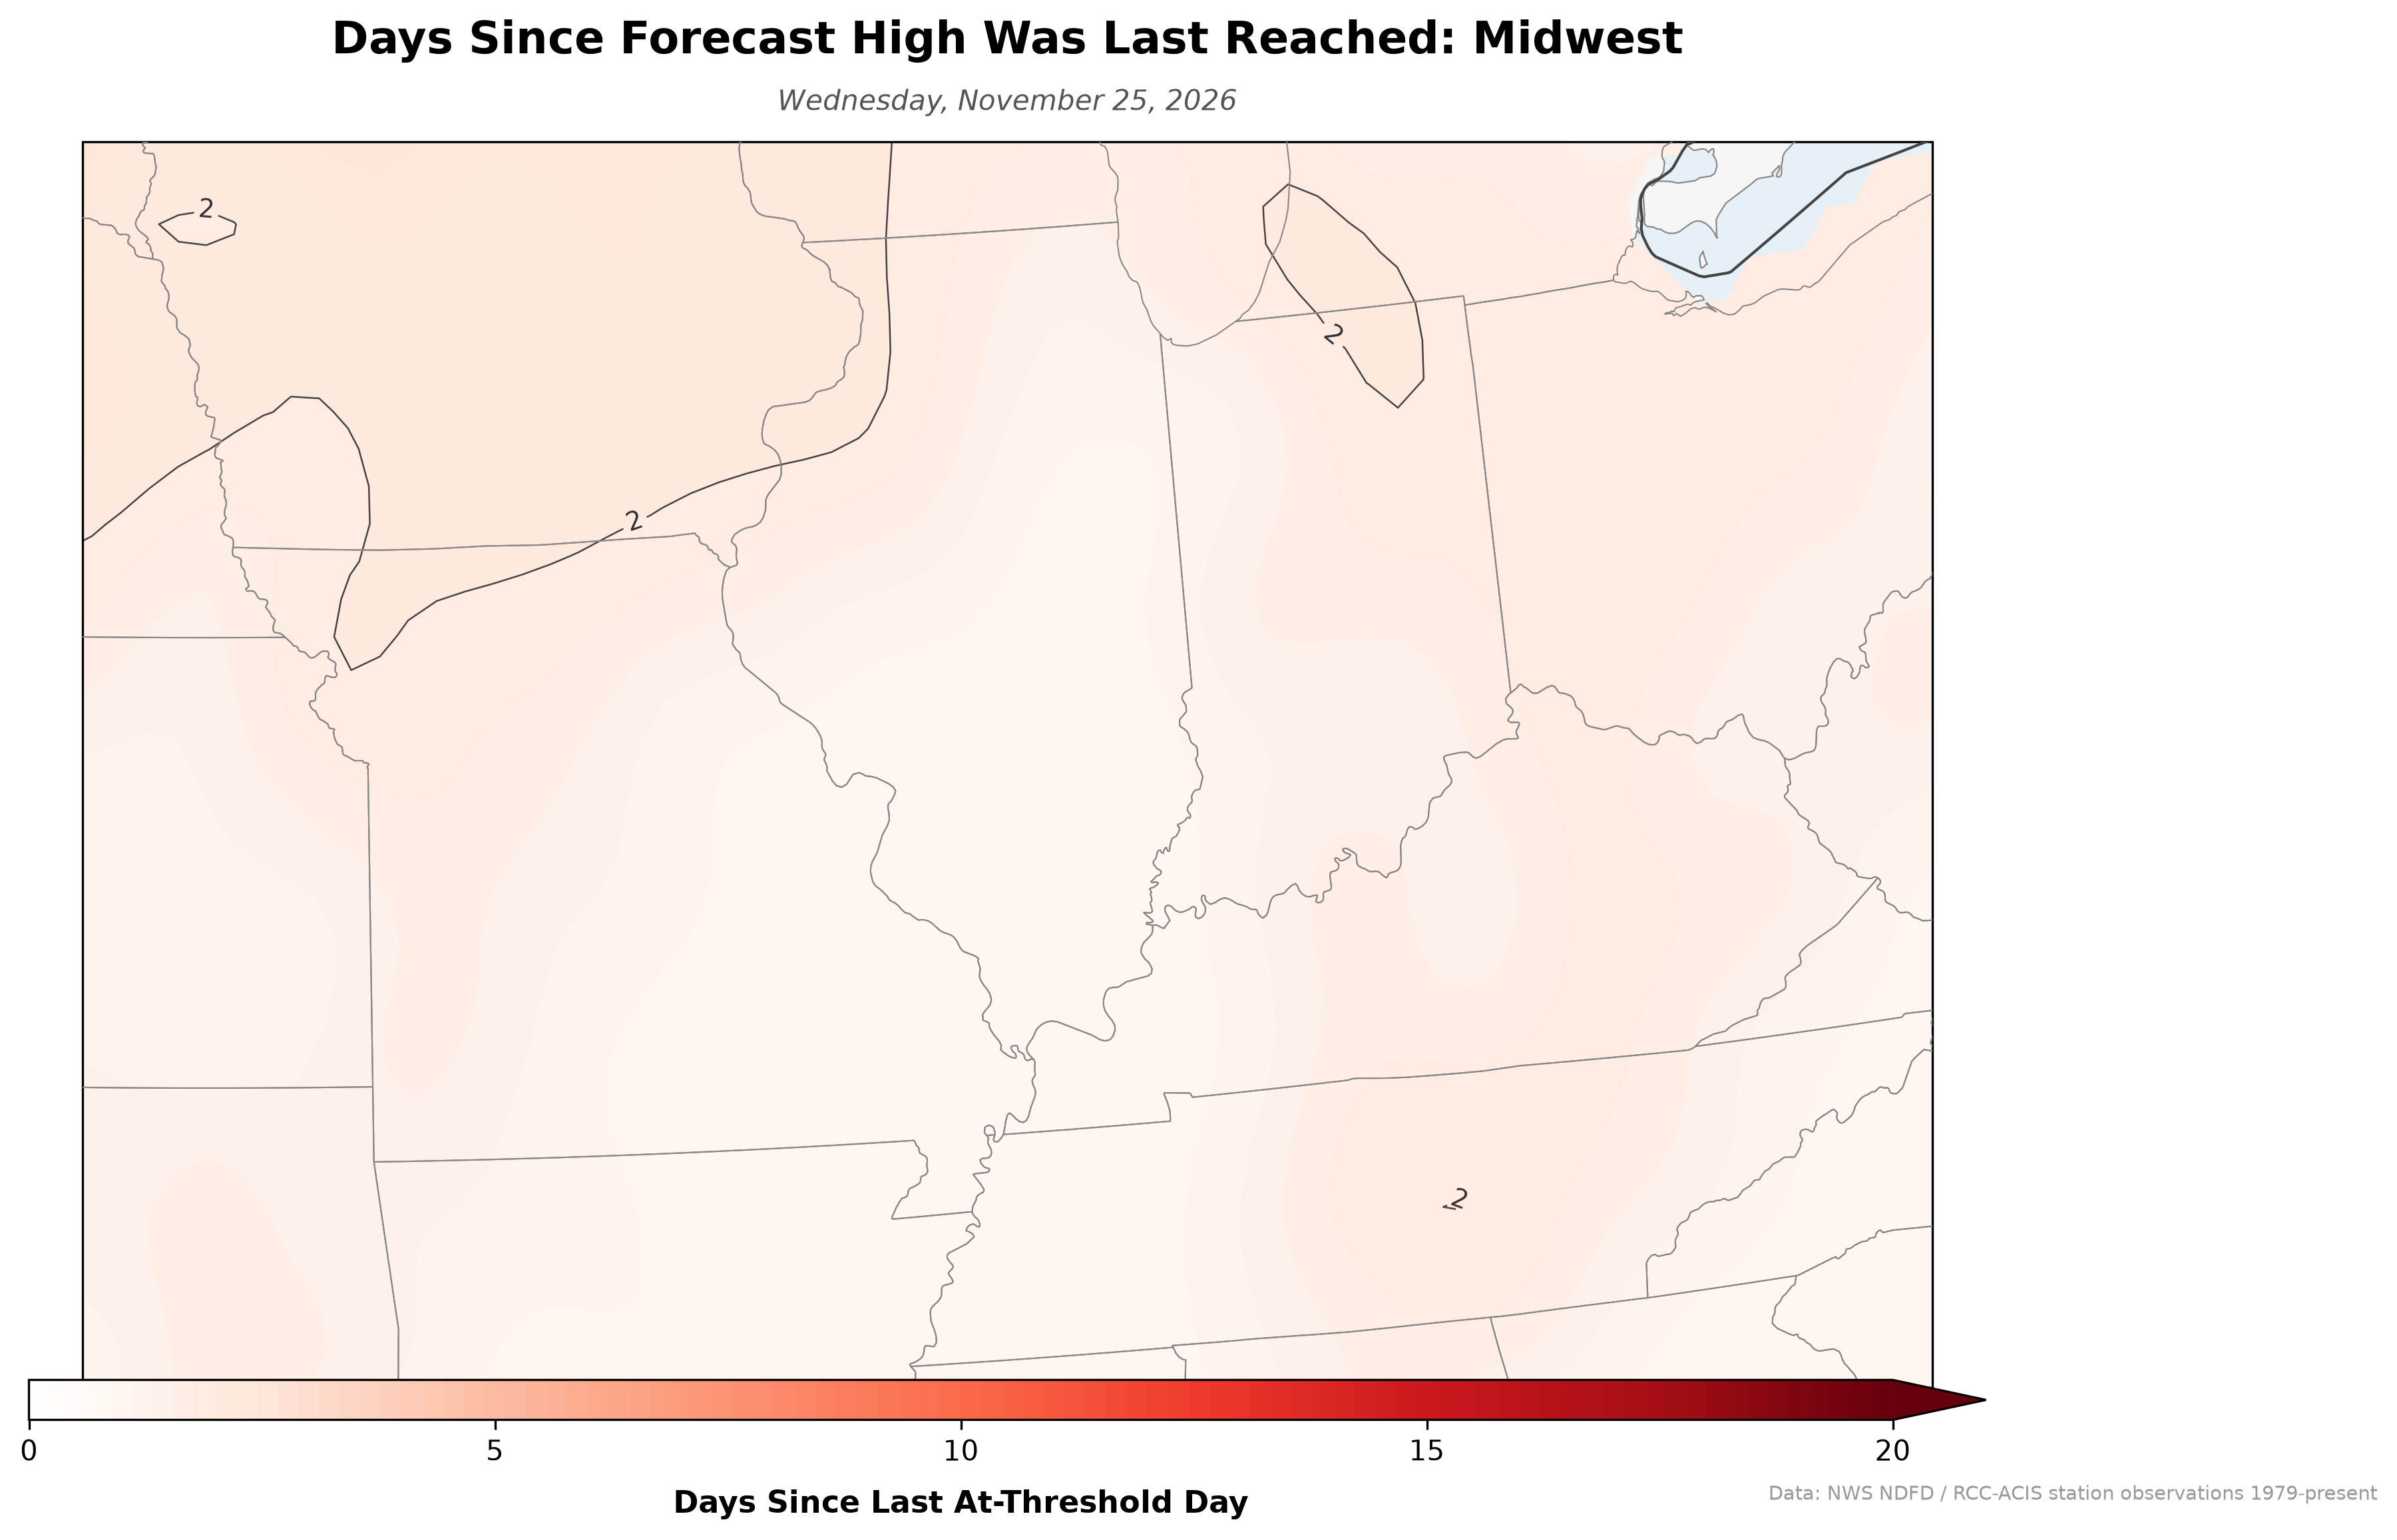 Days Since Forecast High Was Last Reached: Midwest
Wednesday, November 25, 2026
2
2
2
2
0 5 10 15 20
Days Since Last At-Threshold Day
Data: NWS NDFD / RCC-ACIS station observations 1979-present